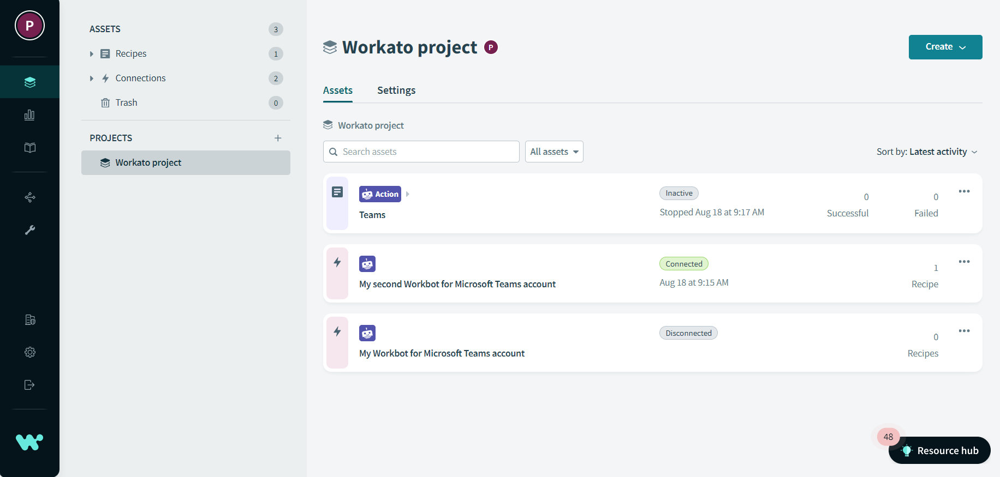 P
ASSETS 3
Recipes 1
Connections 2
Trash 0
PROJECTS +
Workato project
Workato project P
Create
Assets Settings
Workato project
Search assets All assets Sort by: Latest activity
Action
Teams
Inactive
Stopped Aug 18 at 9:17 AM
0
Successful
0
Failed
My second Workbot for Microsoft Teams account
Connected
Aug 18 at 9:15 AM
1
Recipe
My Workbot for Microsoft Teams account
Disconnected
0
Recipes
48
Resource hub